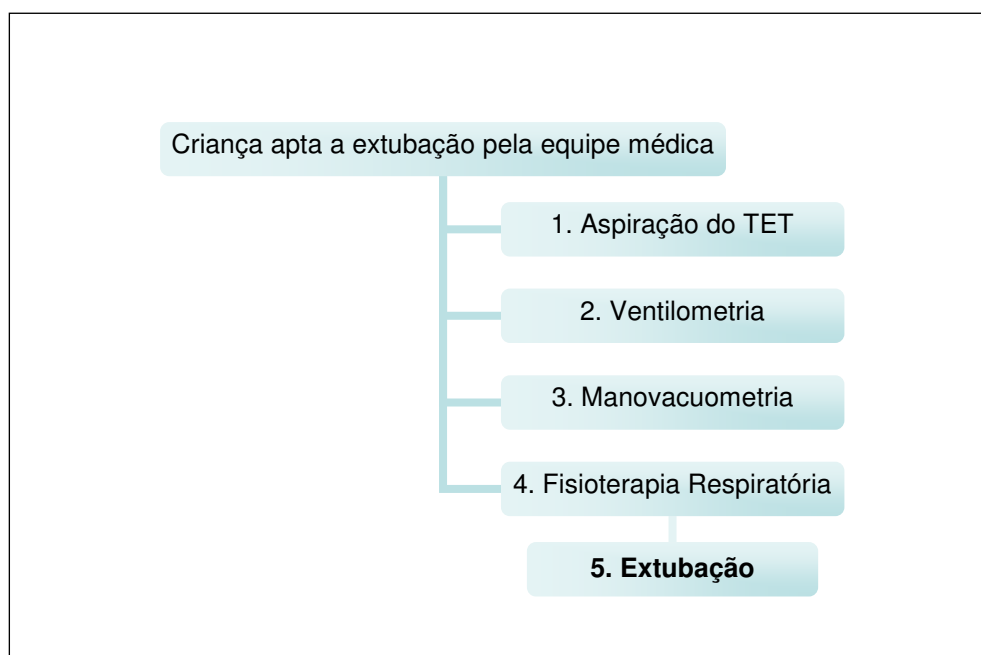 Criança apta a extubação pela equipe médica
1. Aspiração do TET
2. Ventilometria
3. Manovacuometria
4. Fisioterapia Respiratória
5. Extubação